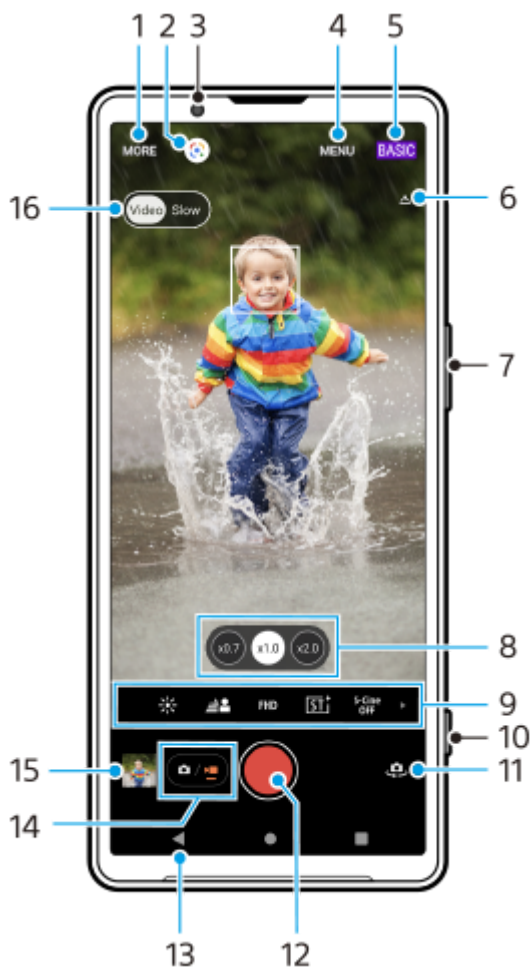 1 2 3 4 5
MORE MENU BASIC
6
16 Video Slow
7
x0.7 x1.0 x2.0 8
FHD ST+ S-Cine OFF 9
10
15 11
14
13 12